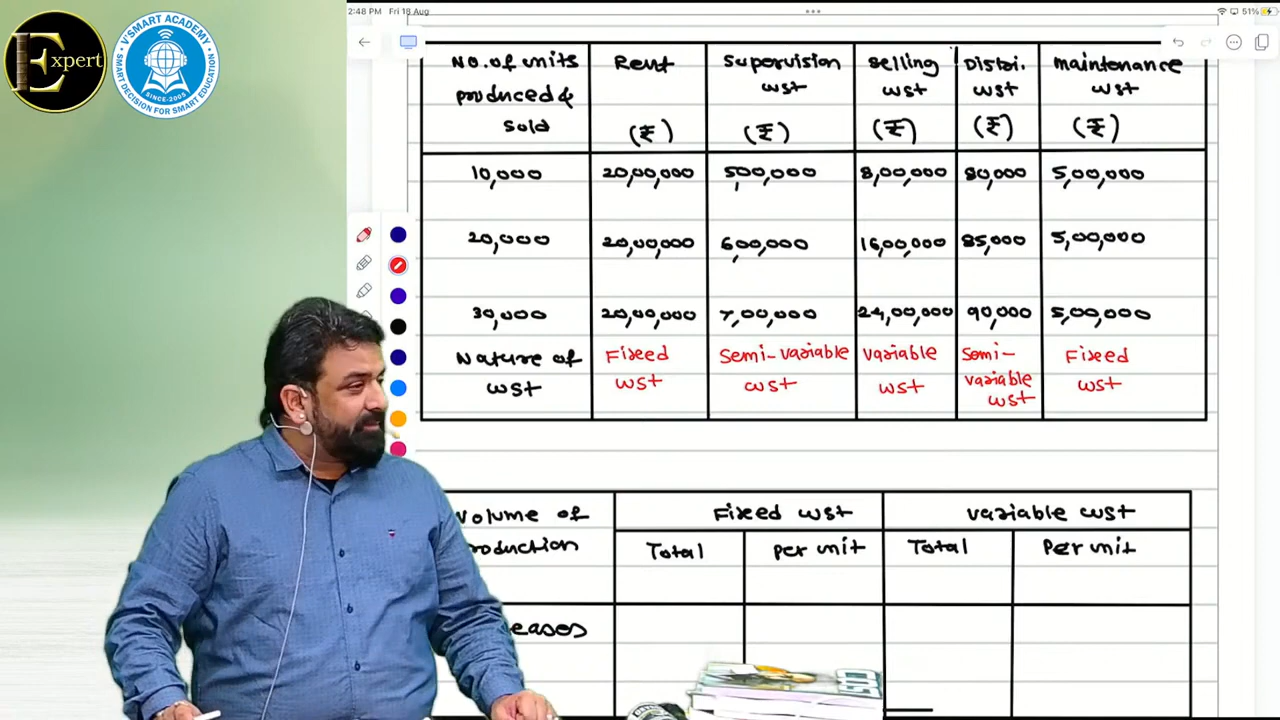 2:48 PM Fri 18 Aug
51%
Expert
V'SMART ACADEMY
SINCE-2005
SMART DECISION FOR SMART EDUCATION
No. of units produced & sold | Rent (₹) | Supervision cost (₹) | Selling cost (₹) | Distri. cost (₹) | maintenance cost (₹)
10,000 | 20,00,000 | 500,000 | 8,00,000 | 80,000 | 5,00,000
20,000 | 20,00,000 | 6,00,000 | 16,00,000 | 85,000 | 5,00,000
30,000 | 20,00,000 | 7,00,000 | 24,00,000 | 90,000 | 5,00,000
Nature of cost | Fixed cost | Semi-variable cost | variable cost | Semi-variable cost | Fixed cost
Volume of | Fixed cost | variable cost
roduction | Total | per unit | Total | Per unit
eases